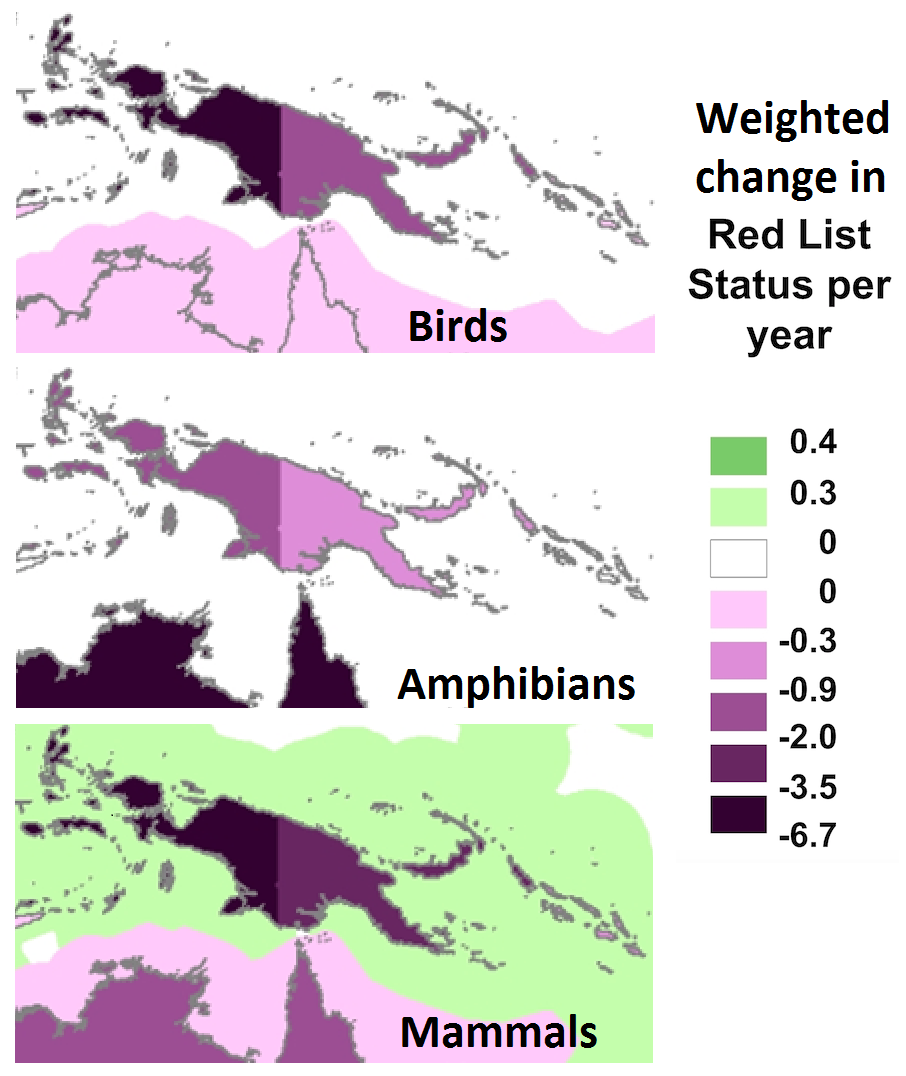 Weighted
change in
Red List
Status per
year
Birds
0.4
0.3
0
0
-0.3
-0.9
-2.0
-3.5
-6.7
Amphibians
Mammals